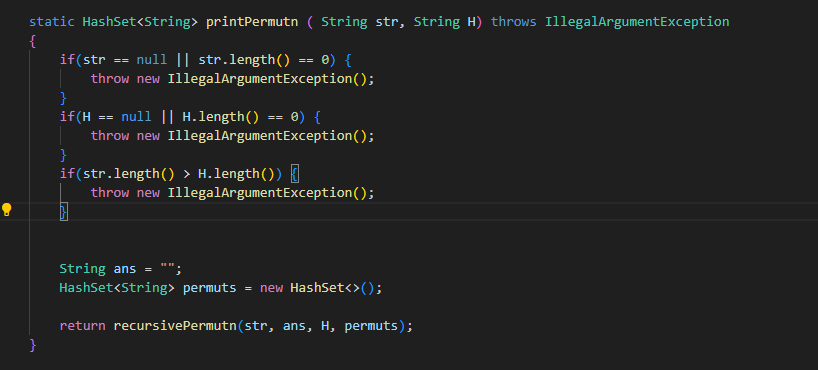 static HashSet<String> printPermutn ( String str, String H) throws IllegalArgumentException
{
    if(str == null || str.length() == 0) {
        throw new IllegalArgumentException();
    }
    if(H == null || H.length() == 0) {
        throw new IllegalArgumentException();
    }
    if(str.length() > H.length()) {
        throw new IllegalArgumentException();
    }
    String ans = "";
    HashSet<String> permuts = new HashSet<>();
    return recursivePermutn(str, ans, H, permuts);
}